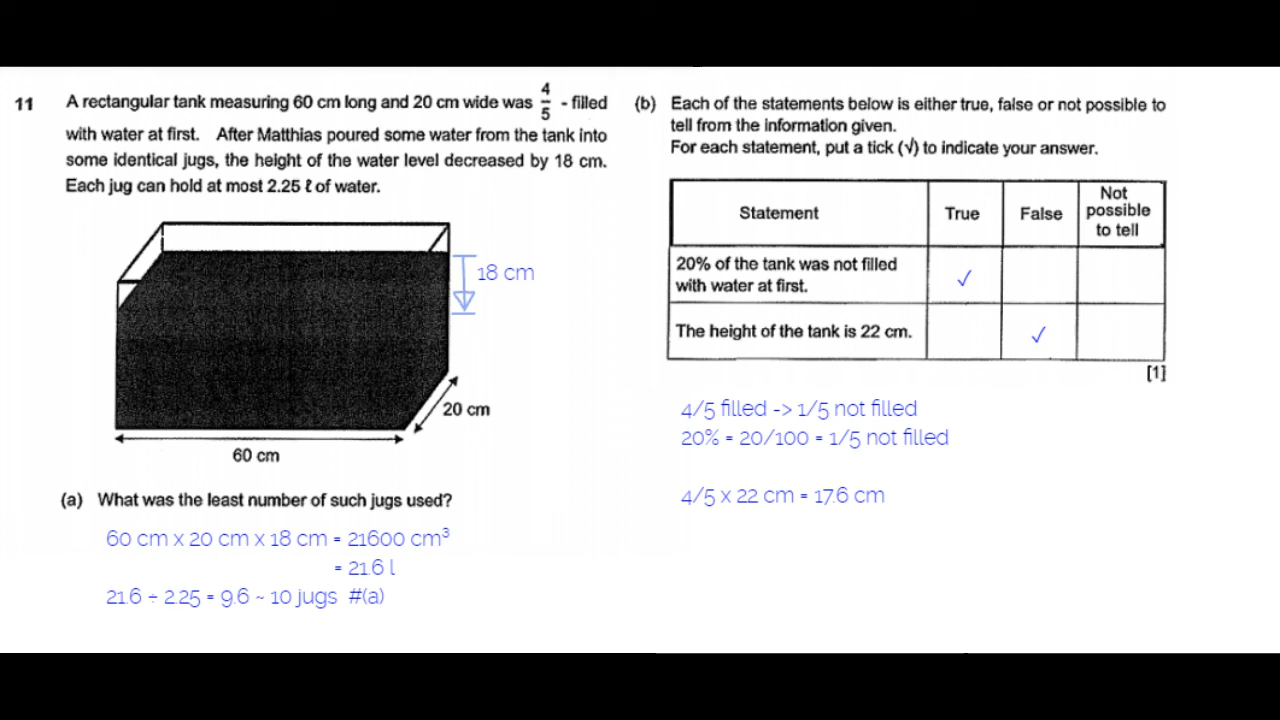 11 A rectangular tank measuring 60 cm long and 20 cm wide was 4/5 - filled
with water at first. After Matthias poured some water from the tank into
some identical jugs, the height of the water level decreased by 18 cm.
Each jug can hold at most 2.25 ℓ of water.
18 cm
20 cm
60 cm
(a) What was the least number of such jugs used?
60 cm x 20 cm x 18 cm = 21600 cm³
= 21.6 l
21.6 ÷ 2.25 = 9.6 ~ 10 jugs #(a)
(b) Each of the statements below is either true, false or not possible to
tell from the information given.
For each statement, put a tick (√) to indicate your answer.
Statement True False Not possible to tell
20% of the tank was not filled
with water at first. ✓
The height of the tank is 22 cm. ✓
[1]
4/5 filled -> 1/5 not filled
20% = 20/100 = 1/5 not filled
4/5 x 22 cm = 17.6 cm